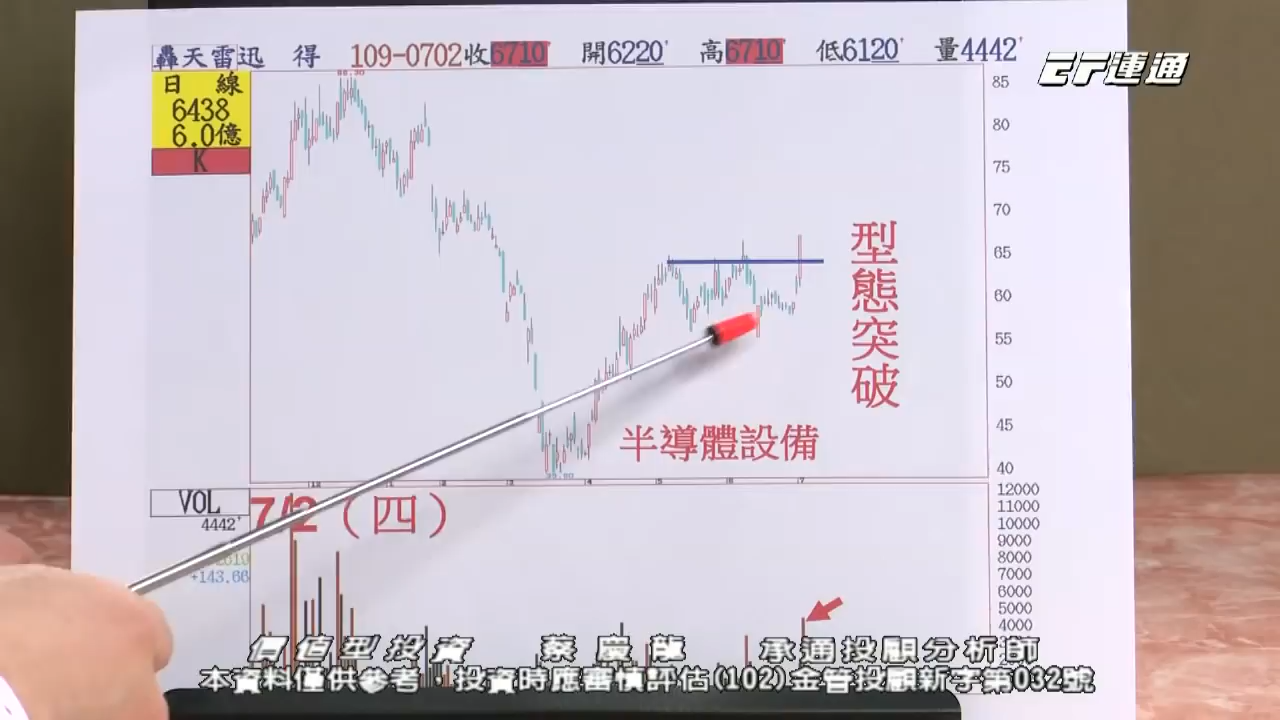 轟天雷迅 得 109-0702收6710' 開6220' 高6710' 低6120' 量4442'
CT連通
日 線
6438
6.0億
K
85
80
75
70
65
60
55
50
45
40
型態突破
半導體設備
VOL
4442'
+143.66
7/2(四)
12000
11000
10000
9000
8000
7000
6000
5000
4000
價值型投資 蔡慶龍 承通投顧分析師
本資料僅供參考 投資時應審慎評估(102)金管投顧新字第032號